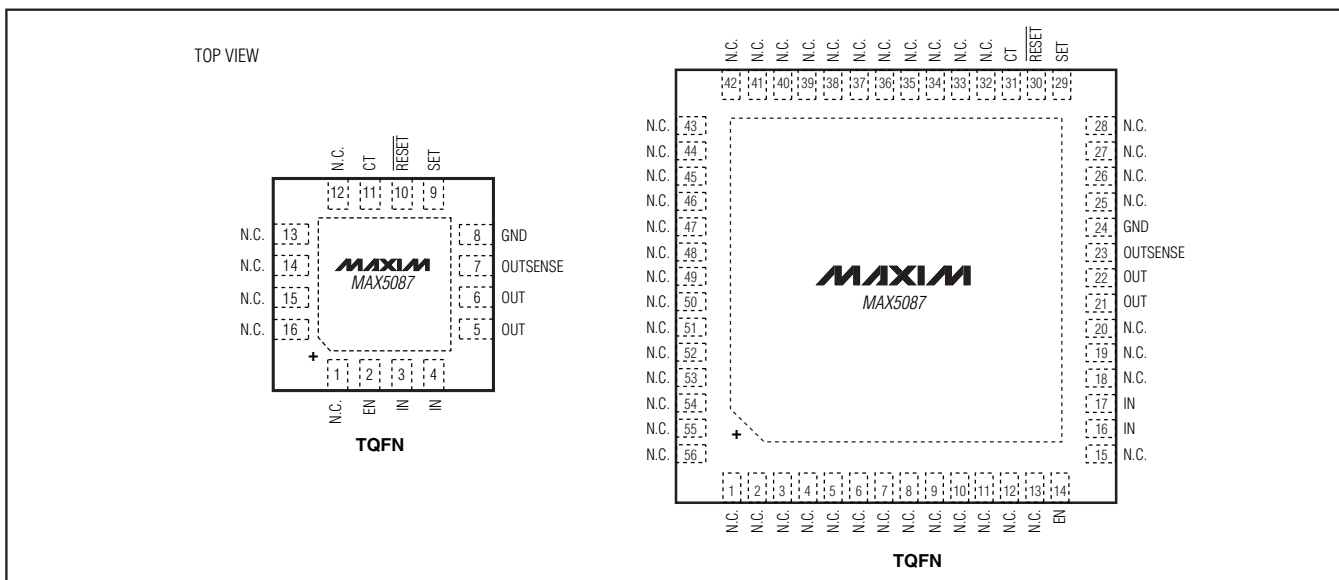 TOP VIEW
N.C. CT RESET SET
12 11 10 9
N.C. 13
N.C. 14
N.C. 15
N.C. 16
MAXIM
MAX5087
8 GND
7 OUTSENSE
6 OUT
5 OUT
+
1 2 3 4
N.C. EN IN IN
TQFN
N.C. N.C. N.C. N.C. N.C. N.C. N.C. N.C. N.C. N.C. N.C. CT RESET SET
42 41 40 39 38 37 36 35 34 33 32 31 30 29
N.C. 43
N.C. 44
N.C. 45
N.C. 46
N.C. 47
N.C. 48
N.C. 49
N.C. 50
N.C. 51
N.C. 52
N.C. 53
N.C. 54
N.C. 55
N.C. 56
MAXIM
MAX5087
28 N.C.
27 N.C.
26 N.C.
25 N.C.
24 GND
23 OUTSENSE
22 OUT
21 OUT
20 N.C.
19 N.C.
18 N.C.
17 IN
16 IN
15 N.C.
+
1 2 3 4 5 6 7 8 9 10 11 12 13 14
N.C. N.C. N.C. N.C. N.C. N.C. N.C. N.C. N.C. N.C. N.C. N.C. N.C. EN
TQFN